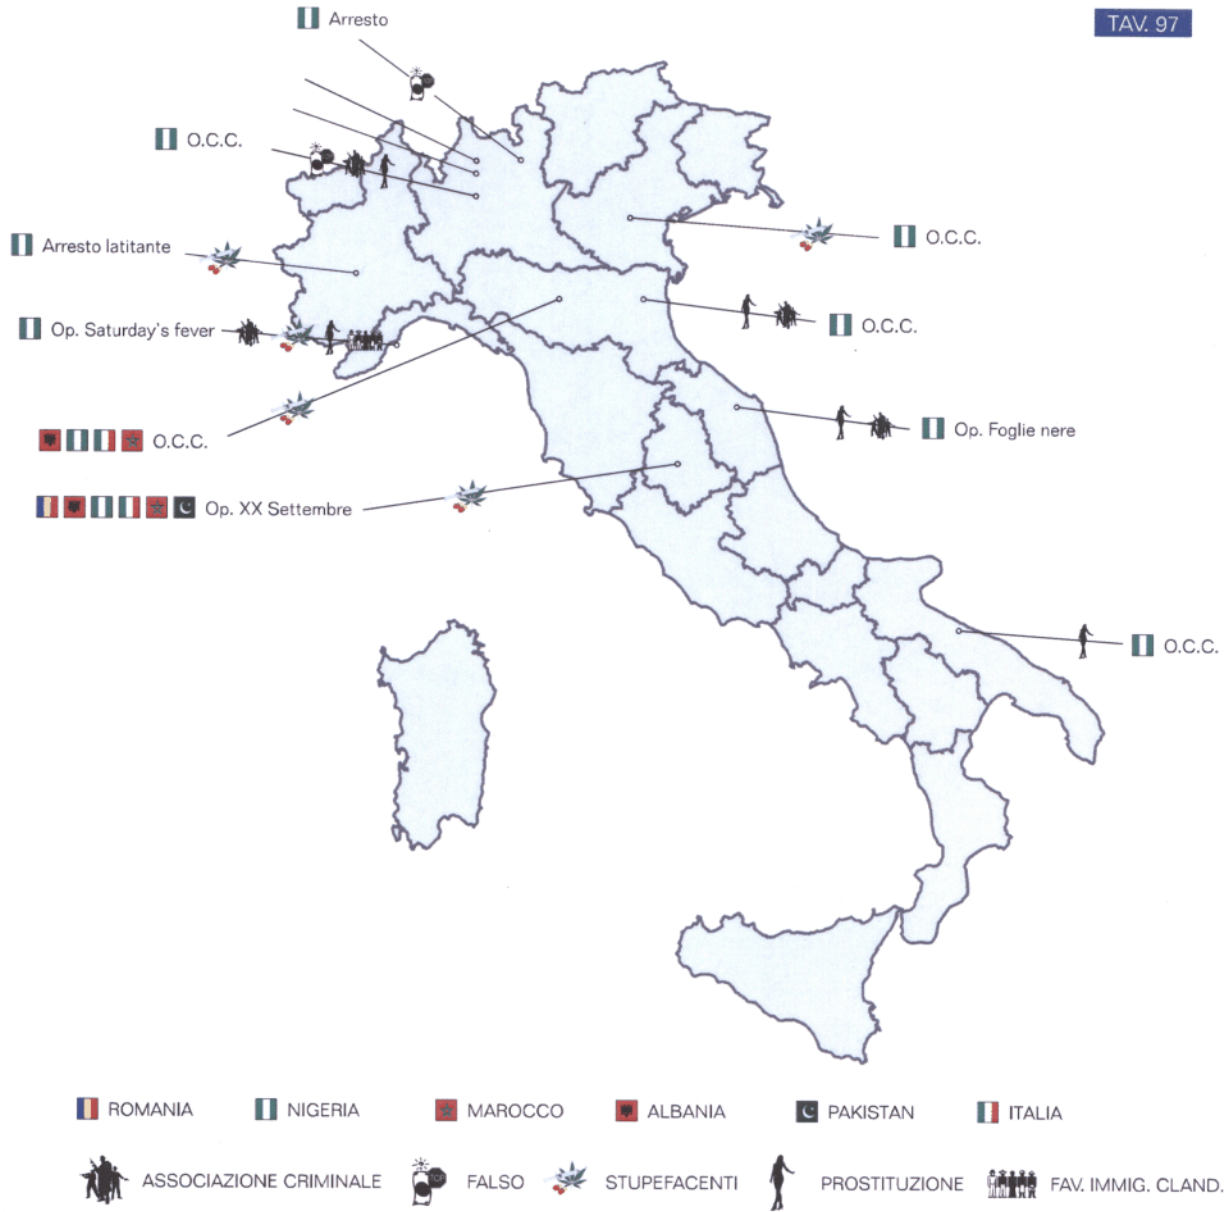 Arresto
TAV. 97
O.C.C.
O.C.C.
Arresto latitante
Op. Saturday's fever
O.C.C.
O.C.C.
Op. Foglie nere
Op. XX Settembre
O.C.C.
ROMANIA NIGERIA MAROCCO ALBANIA PAKISTAN ITALIA
ASSOCIAZIONE CRIMINALE FALSO STUPEFACENTI PROSTITUZIONE FAV. IMMIG. CLAND.